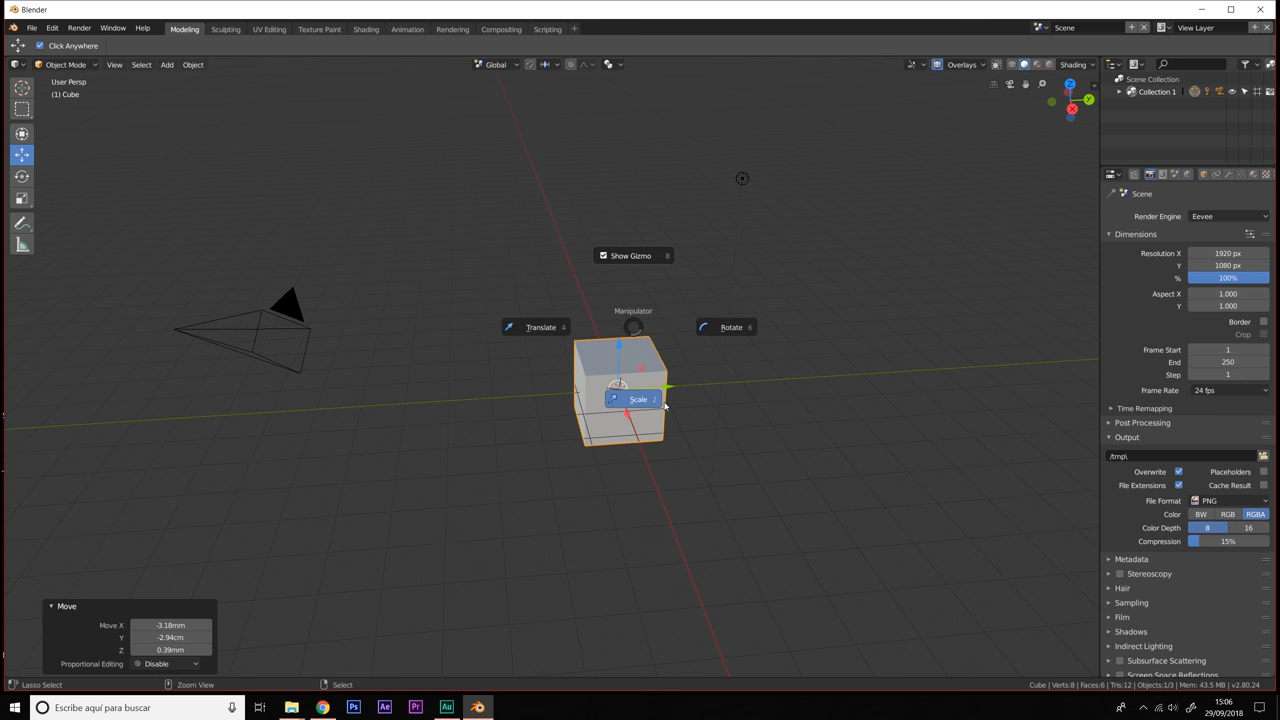 Blender
File Edit Render Window Help
Modeling Sculpting UV Editing Texture Paint Shading Animation Rendering Compositing Scripting +
Scene
View Layer
Click Anywhere
Object Mode View Select Add Object
Global
Overlays
Shading
User Persp
(1) Cube
Z
Y
X
Scene Collection
Collection 1
Scene
Render Engine Eevee
Dimensions
Resolution X 1920 px
Y 1080 px
% 100%
Aspect X 1.000
Y 1.000
Border
Crop
Frame Start 1
End 250
Step 1
Frame Rate 24 fps
Time Remapping
Post Processing
Output
/tmp\
Overwrite Placeholders
File Extensions Cache Result
File Format PNG
Color BW RGB RGBA
Color Depth 8 16
Compression 15%
Metadata
Stereoscopy
Hair
Sampling
Film
Shadows
Indirect Lighting
Subsurface Scattering
Screen Space Reflections
Show Gizmo 8
Manipulator
Translate 4
Rotate 6
Scale 2
Move
Move X -3.18mm
Y -2.94cm
Z 0.39mm
Proportional Editing Disable
Lasso Select Zoom View Select
Cube | Verts:8 | Faces:6 | Tris:12 | Objects:1/3 | Mem: 43.5 MB | v2.80.24
Escribe aquí para buscar
Ps Ae Pr Au
15:06
29/09/2018